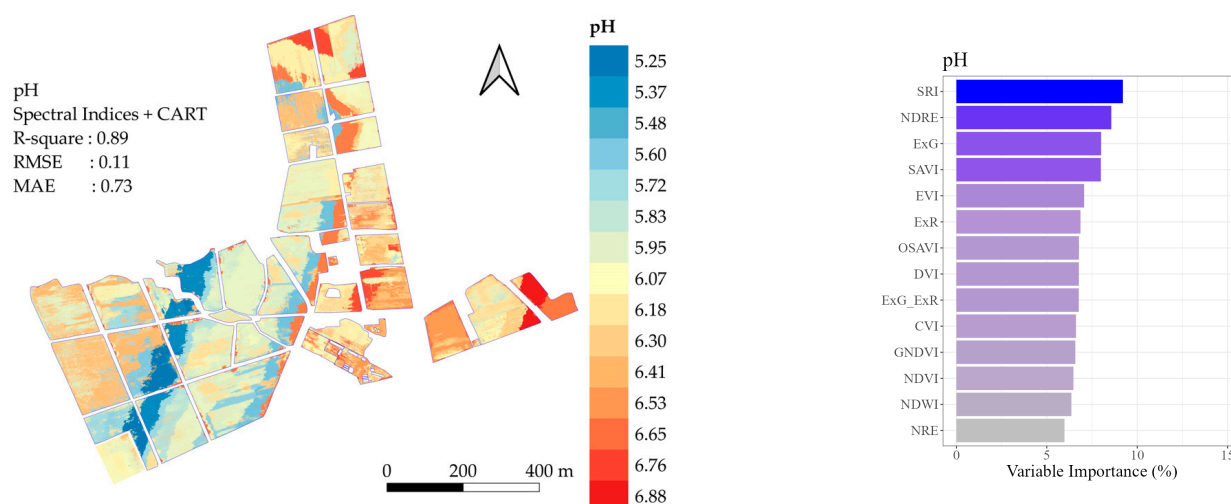 pH
Spectral Indices + CART
R-square : 0.89
RMSE : 0.11
MAE : 0.73
pH
5.25
5.37
5.48
5.60
5.72
5.83
5.95
6.07
6.18
6.30
6.41
6.53
6.65
6.76
6.88
0 200 400 m
pH
SRI
NDRE
ExG
SAVI
EVI
ExR
OSAVI
DVI
ExG_ExR
CVI
GNDVI
NDVI
NDWI
NRE
0 5 10 15
Variable Importance (%)